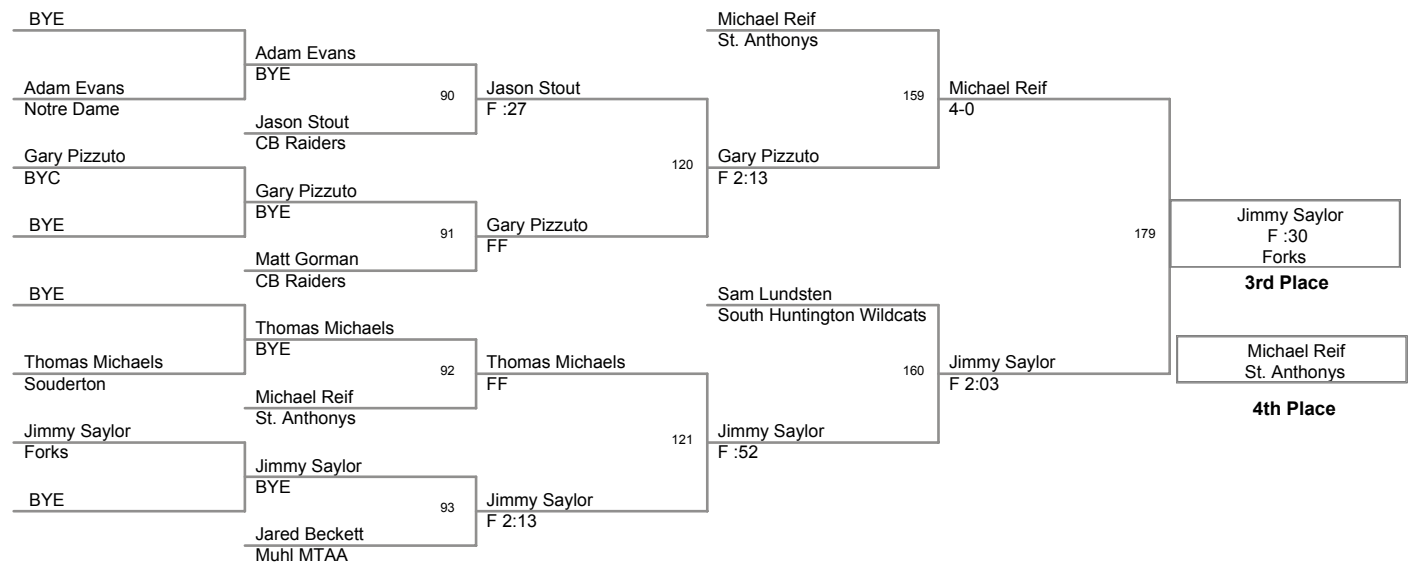 BYE
Adam Evans
Notre Dame
Gary Pizzuto
BYC
BYE
BYE
Thomas Michaels
Souderton
Jimmy Saylor
Forks
BYE
Adam Evans
BYE
90
Jason Stout
CB Raiders
Gary Pizzuto
BYE
91
Matt Gorman
CB Raiders
Thomas Michaels
BYE
92
Michael Reif
St. Anthonys
Jimmy Saylor
BYE
93
Jared Beckett
Muhl MTAA
Jason Stout
F :27
120
Gary Pizzuto
FF
Thomas Michaels
FF
121
Jimmy Saylor
F 2:13
Michael Reif
St. Anthonys
159
Gary Pizzuto
F 2:13
Sam Lundsten
South Huntington Wildcats
160
Jimmy Saylor
F :52
Michael Reif
4-0
179
Jimmy Saylor
F 2:03
Jimmy Saylor
F :30
Forks
3rd Place
Michael Reif
St. Anthonys
4th Place